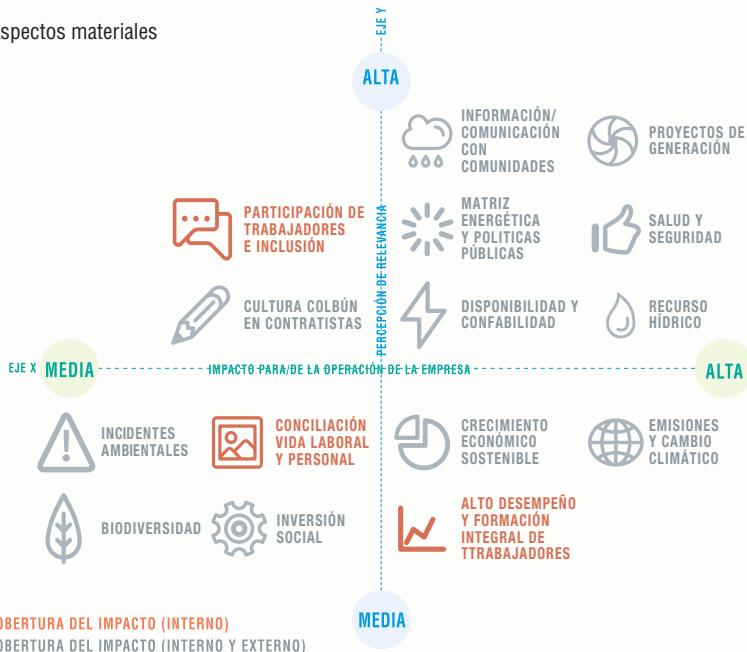 aspectos materiales
EJE Y
ALTA
INFORMACIÓN/
COMUNICACIÓN
CON
COMUNIDADES
PROYECTOS DE
GENERACIÓN
PARTICIPACIÓN DE
TRABAJADORES
E INCLUSIÓN
MATRIZ
ENERGÉTICA
Y POLITICAS
PÚBLICAS
SALUD Y
SEGURIDAD
PERCEPCIÓN DE RELEVANCIA
CULTURA COLBÚN
EN CONTRATISTAS
DISPONIBILIDAD Y
CONFABILIDAD
RECURSO
HÍDRICO
EJE X
MEDIA
IMPACTO PARA/DE LA OPERACIÓN DE LA EMPRESA
ALTA
INCIDENTES
AMBIENTALES
CONCILIACIÓN
VIDA LABORAL
Y PERSONAL
CRECIMIENTO
ECONÓMICO
SOSTENIBLE
EMISIONES
Y CAMBIO
CLIMÁTICO
BIODIVERSIDAD
INVERSIÓN
SOCIAL
ALTO DESEMPEÑO
Y FORMACIÓN
INTEGRAL DE
TTRABAJADORES
MEDIA
OBERTURA DEL IMPACTO (INTERNO)
OBERTURA DEL IMPACTO (INTERNO Y EXTERNO)